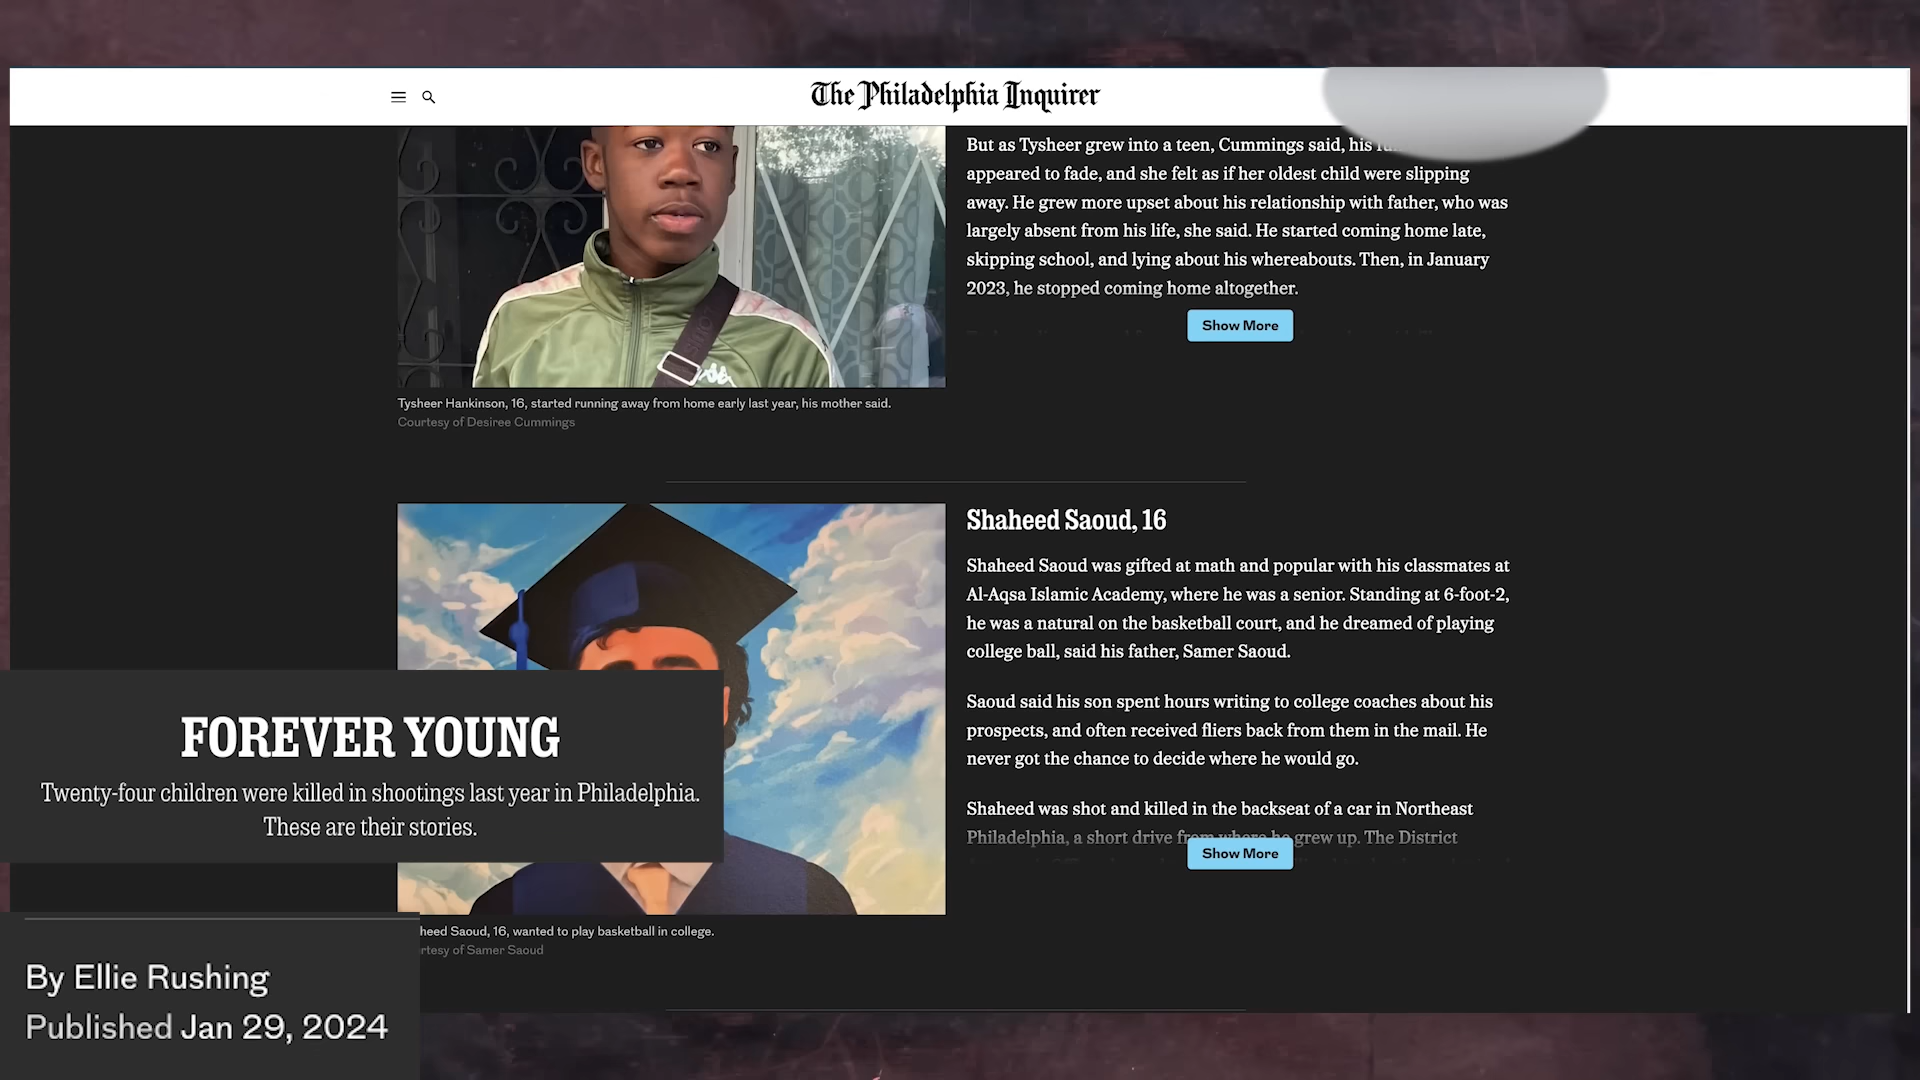 The Philadelphia Inquirer
But as Tysheer grew into a teen, Cummings said, his
appeared to fade, and she felt as if her oldest child were slipping
away. He grew more upset about his relationship with father, who was
largely absent from his life, she said. He started coming home late,
skipping school, and lying about his whereabouts. Then, in January
2023, he stopped coming home altogether.
Show More
Tysheer Hankinson, 16, started running away from home early last year, his mother said.
Courtesy of Desiree Cummings
Shaheed Saoud, 16
Shaheed Saoud was gifted at math and popular with his classmates at
Al-Aqsa Islamic Academy, where he was a senior. Standing at 6-foot-2,
he was a natural on the basketball court, and he dreamed of playing
college ball, said his father, Samer Saoud.
Saoud said his son spent hours writing to college coaches about his
prospects, and often received fliers back from them in the mail. He
never got the chance to decide where he would go.
Shaheed was shot and killed in the backseat of a car in Northeast
Philadelphia, a short drive from where he grew up. The District
Show More
FOREVER YOUNG
Twenty-four children were killed in shootings last year in Philadelphia.
These are their stories.
heed Saoud, 16, wanted to play basketball in college.
rtesy of Samer Saoud
By Ellie Rushing
Published Jan 29, 2024